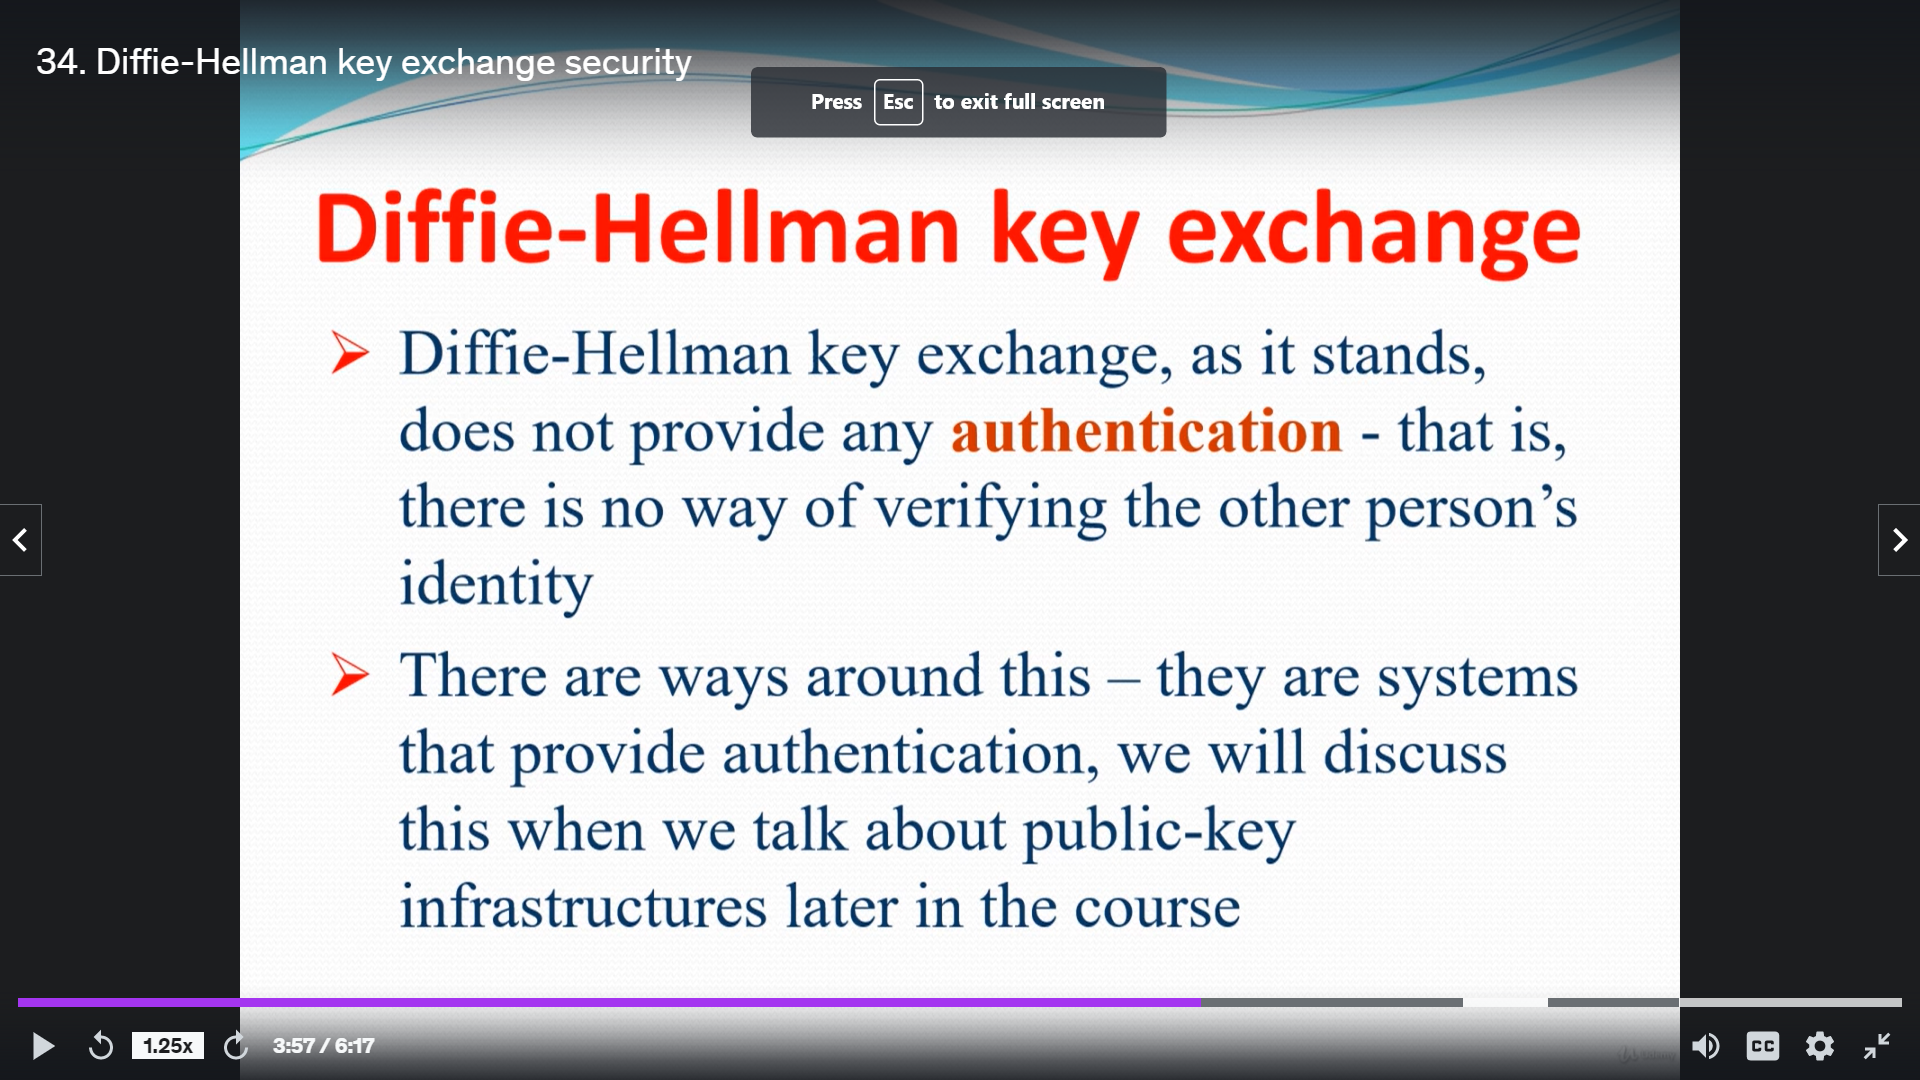 34. Diffie-Hellman key exchange security
Press Esc to exit full screen
Diffie-Hellman key exchange
Diffie-Hellman key exchange, as it stands,
does not provide any authentication - that is,
there is no way of verifying the other person’s
identity
There are ways around this – they are systems
that provide authentication, we will discuss
this when we talk about public-key
infrastructures later in the course
1.25x
3:57 / 6:17
CC